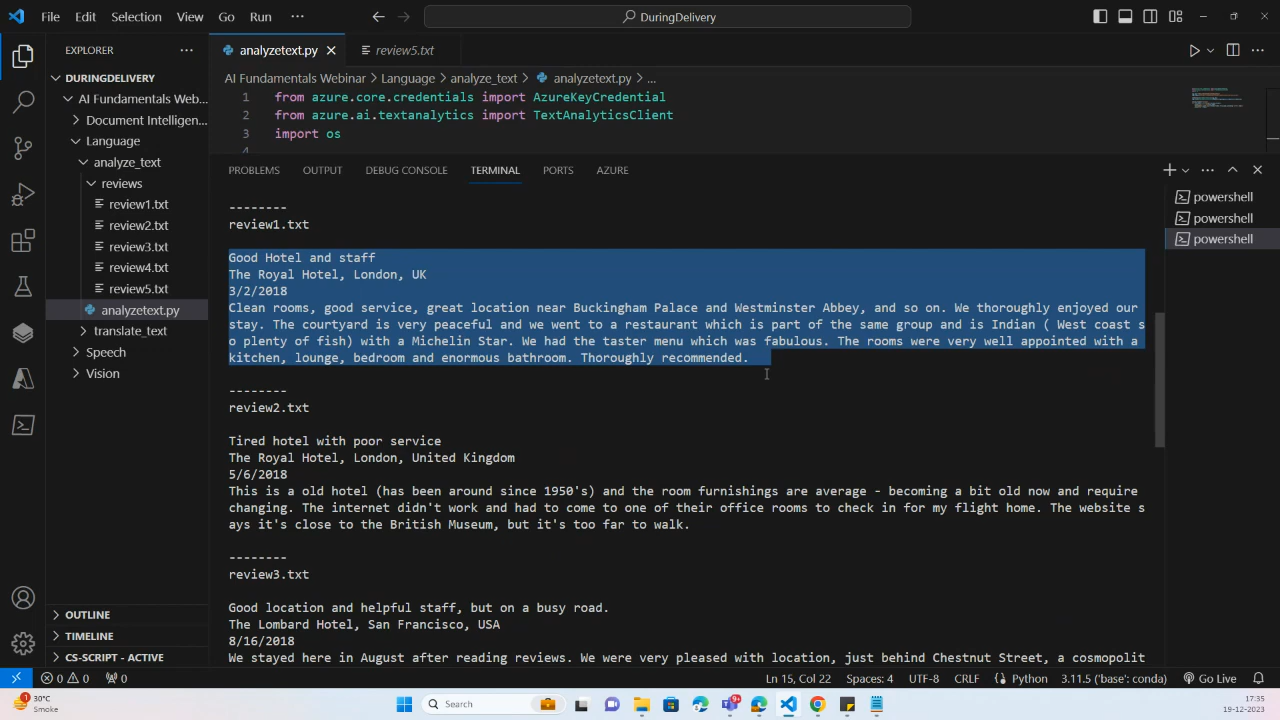 File Edit Selection View Go Run ··· DuringDelivery
EXPLORER ···
analyzetext.py review5.txt
DURINGDELIVERY
AI Fundamentals Webinar > Language > analyze_text > analyzetext.py > ...
AI Fundamentals Web...
Document Intelligen...
Language
analyze_text
reviews
review1.txt
review2.txt
review3.txt
review4.txt
review5.txt
analyzetext.py
translate_text
Speech
Vision
OUTLINE
TIMELINE
CS-SCRIPT - ACTIVE
1 from azure.core.credentials import AzureKeyCredential
2 from azure.ai.textanalytics import TextAnalyticsClient
3 import os
4
PROBLEMS OUTPUT DEBUG CONSOLE TERMINAL PORTS AZURE
powershell
powershell
powershell
--------
review1.txt
Good Hotel and staff
The Royal Hotel, London, UK
3/2/2018
Clean rooms, good service, great location near Buckingham Palace and Westminster Abbey, and so on. We thoroughly enjoyed our
stay. The courtyard is very peaceful and we went to a restaurant which is part of the same group and is Indian ( West coast s
o plenty of fish) with a Michelin Star. We had the taster menu which was fabulous. The rooms were very well appointed with a
kitchen, lounge, bedroom and enormous bathroom. Thoroughly recommended.
--------
review2.txt
Tired hotel with poor service
The Royal Hotel, London, United Kingdom
5/6/2018
This is a old hotel (has been around since 1950's) and the room furnishings are average - becoming a bit old now and require
changing. The internet didn't work and had to come to one of their office rooms to check in for my flight home. The website s
ays it's close to the British Museum, but it's too far to walk.
--------
review3.txt
Good location and helpful staff, but on a busy road.
The Lombard Hotel, San Francisco, USA
8/16/2018
We stayed here in August after reading reviews. We were very pleased with location, just behind Chestnut Street, a cosmopolit
0 0 0 Ln 15, Col 22 Spaces: 4 UTF-8 CRLF Python 3.11.5 ('base': conda) Go Live
30°C
Smoke
Search
9+
17:35
19-12-2023